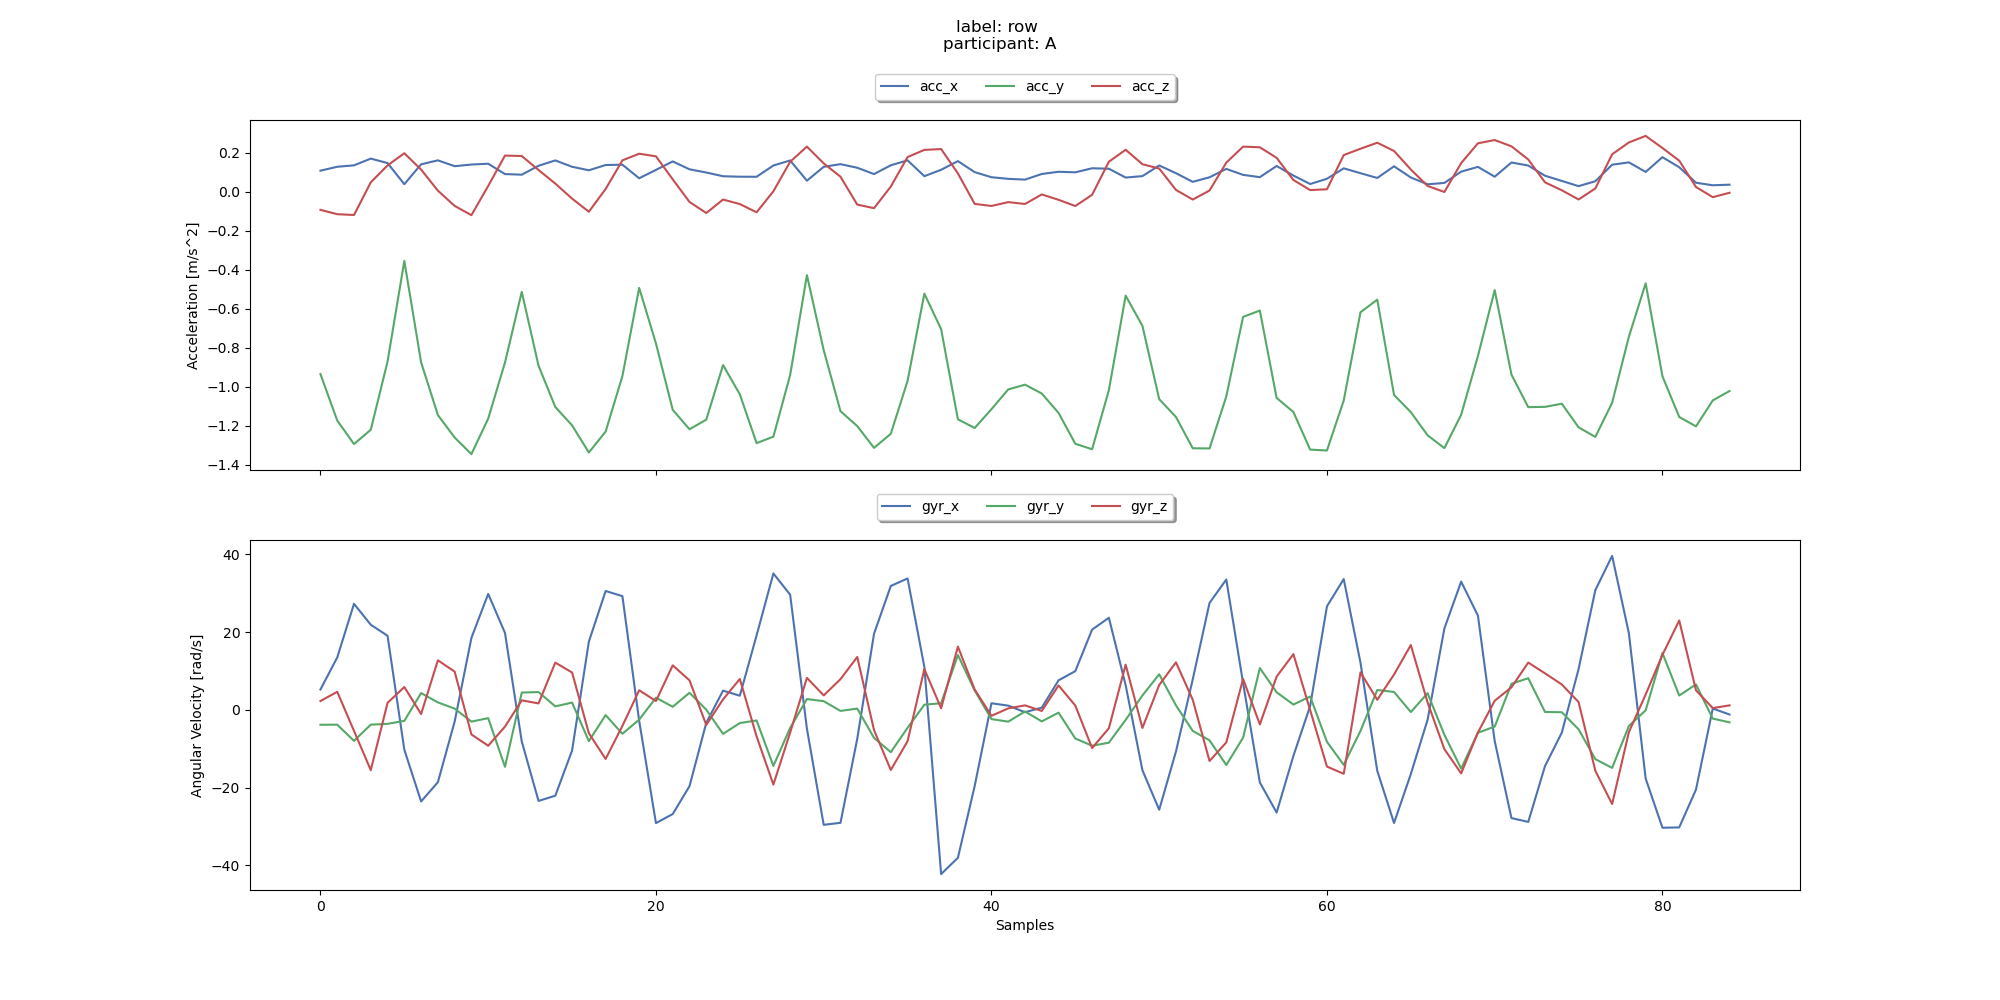 label: row
participant: A
acc_x acc_y acc_z
0.2
0.0
−0.2
−0.4
−0.6
−0.8
−1.0
−1.2
−1.4
Acceleration [m/s^2]
gyr_x gyr_y gyr_z
40
20
0
−20
−40
Angular Velocity [rad/s]
0 20 40 60 80
Samples